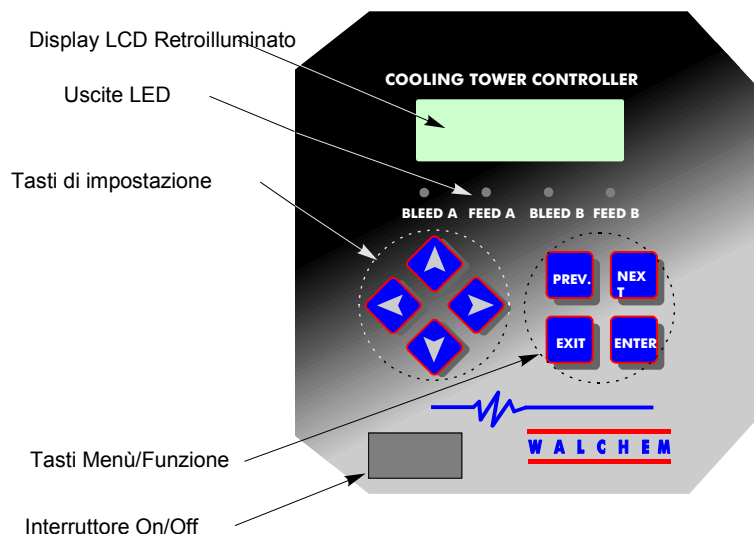 Display LCD Retroilluminato
Uscite LED
Tasti di impostazione
Tasti Menù/Funzione
Interruttore On/Off
COOLING TOWER CONTROLLER
BLEED A FEED A BLEED B FEED B
PREV. NEX
T
EXIT ENTER
WALCHEM